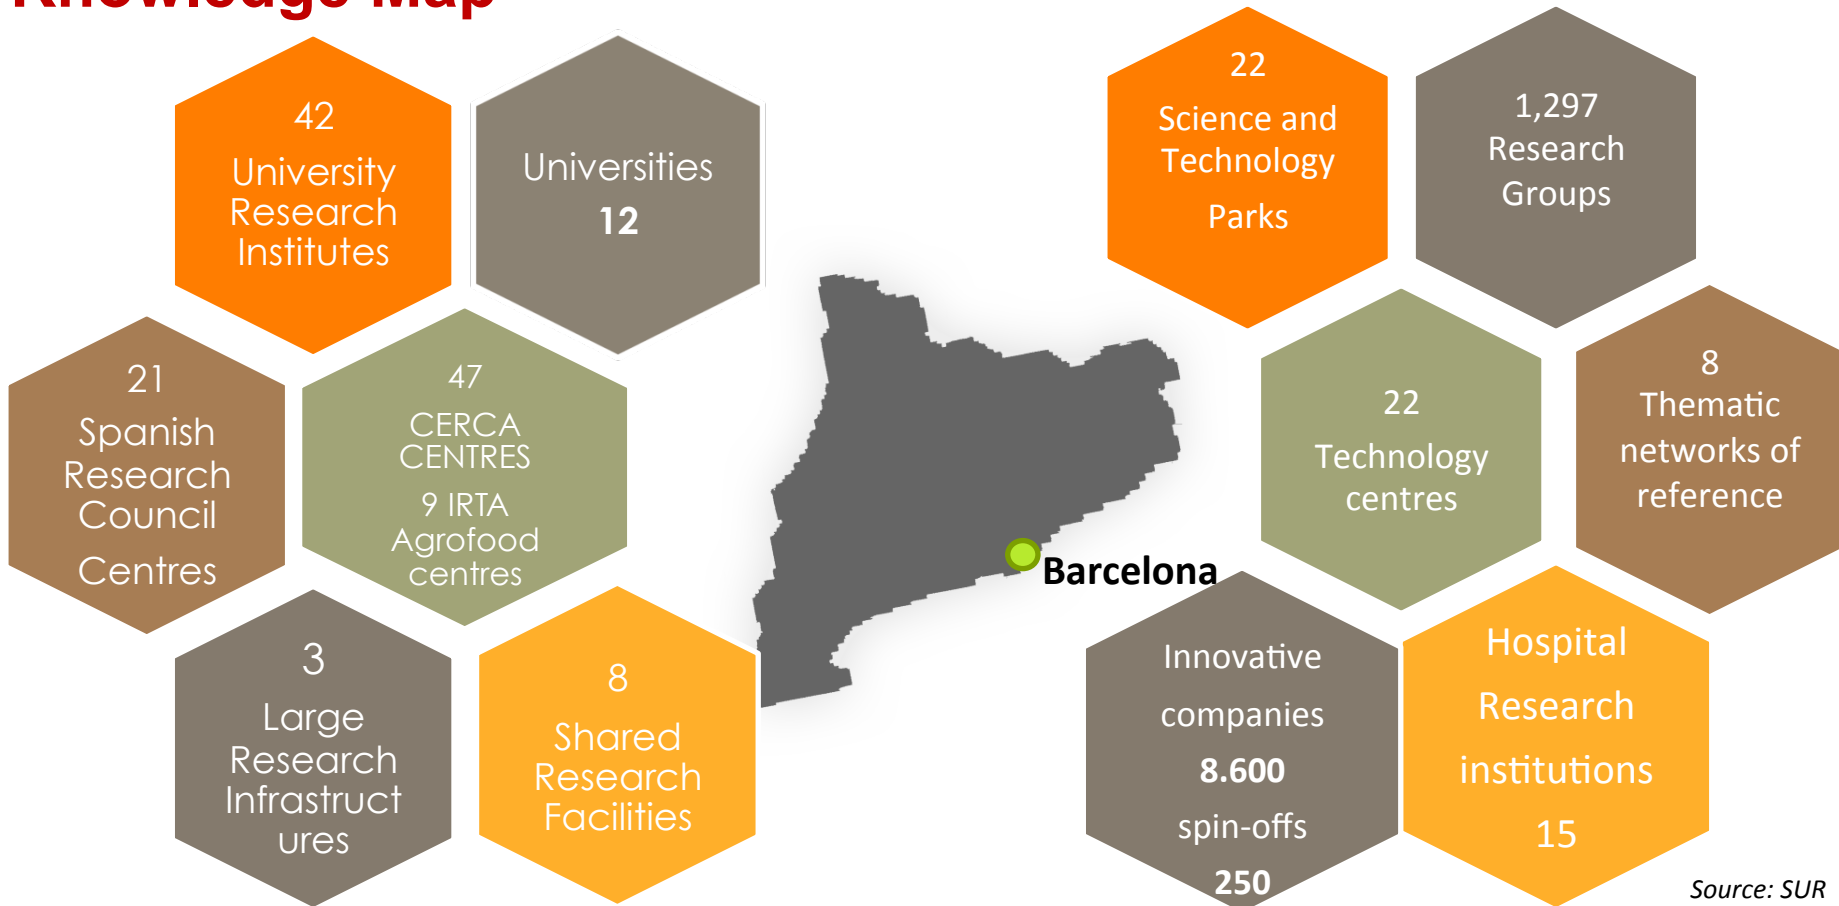 Knowledge Map
42
University
Research
Institutes
Universities
12
21
Spanish
Research
Council
Centres
47
CERCA
CENTRES
9 IRTA
Agrofood
centres
3
Large
Research
Infrastruct
ures
8
Shared
Research
Facilities
Barcelona
22
Science and
Technology
Parks
1,297
Research
Groups
22
Technology
centres
8
Thematic
networks of
reference
Innovative
companies
8.600
spin-offs
250
Hospital
Research
institutions
15
Source: SUR